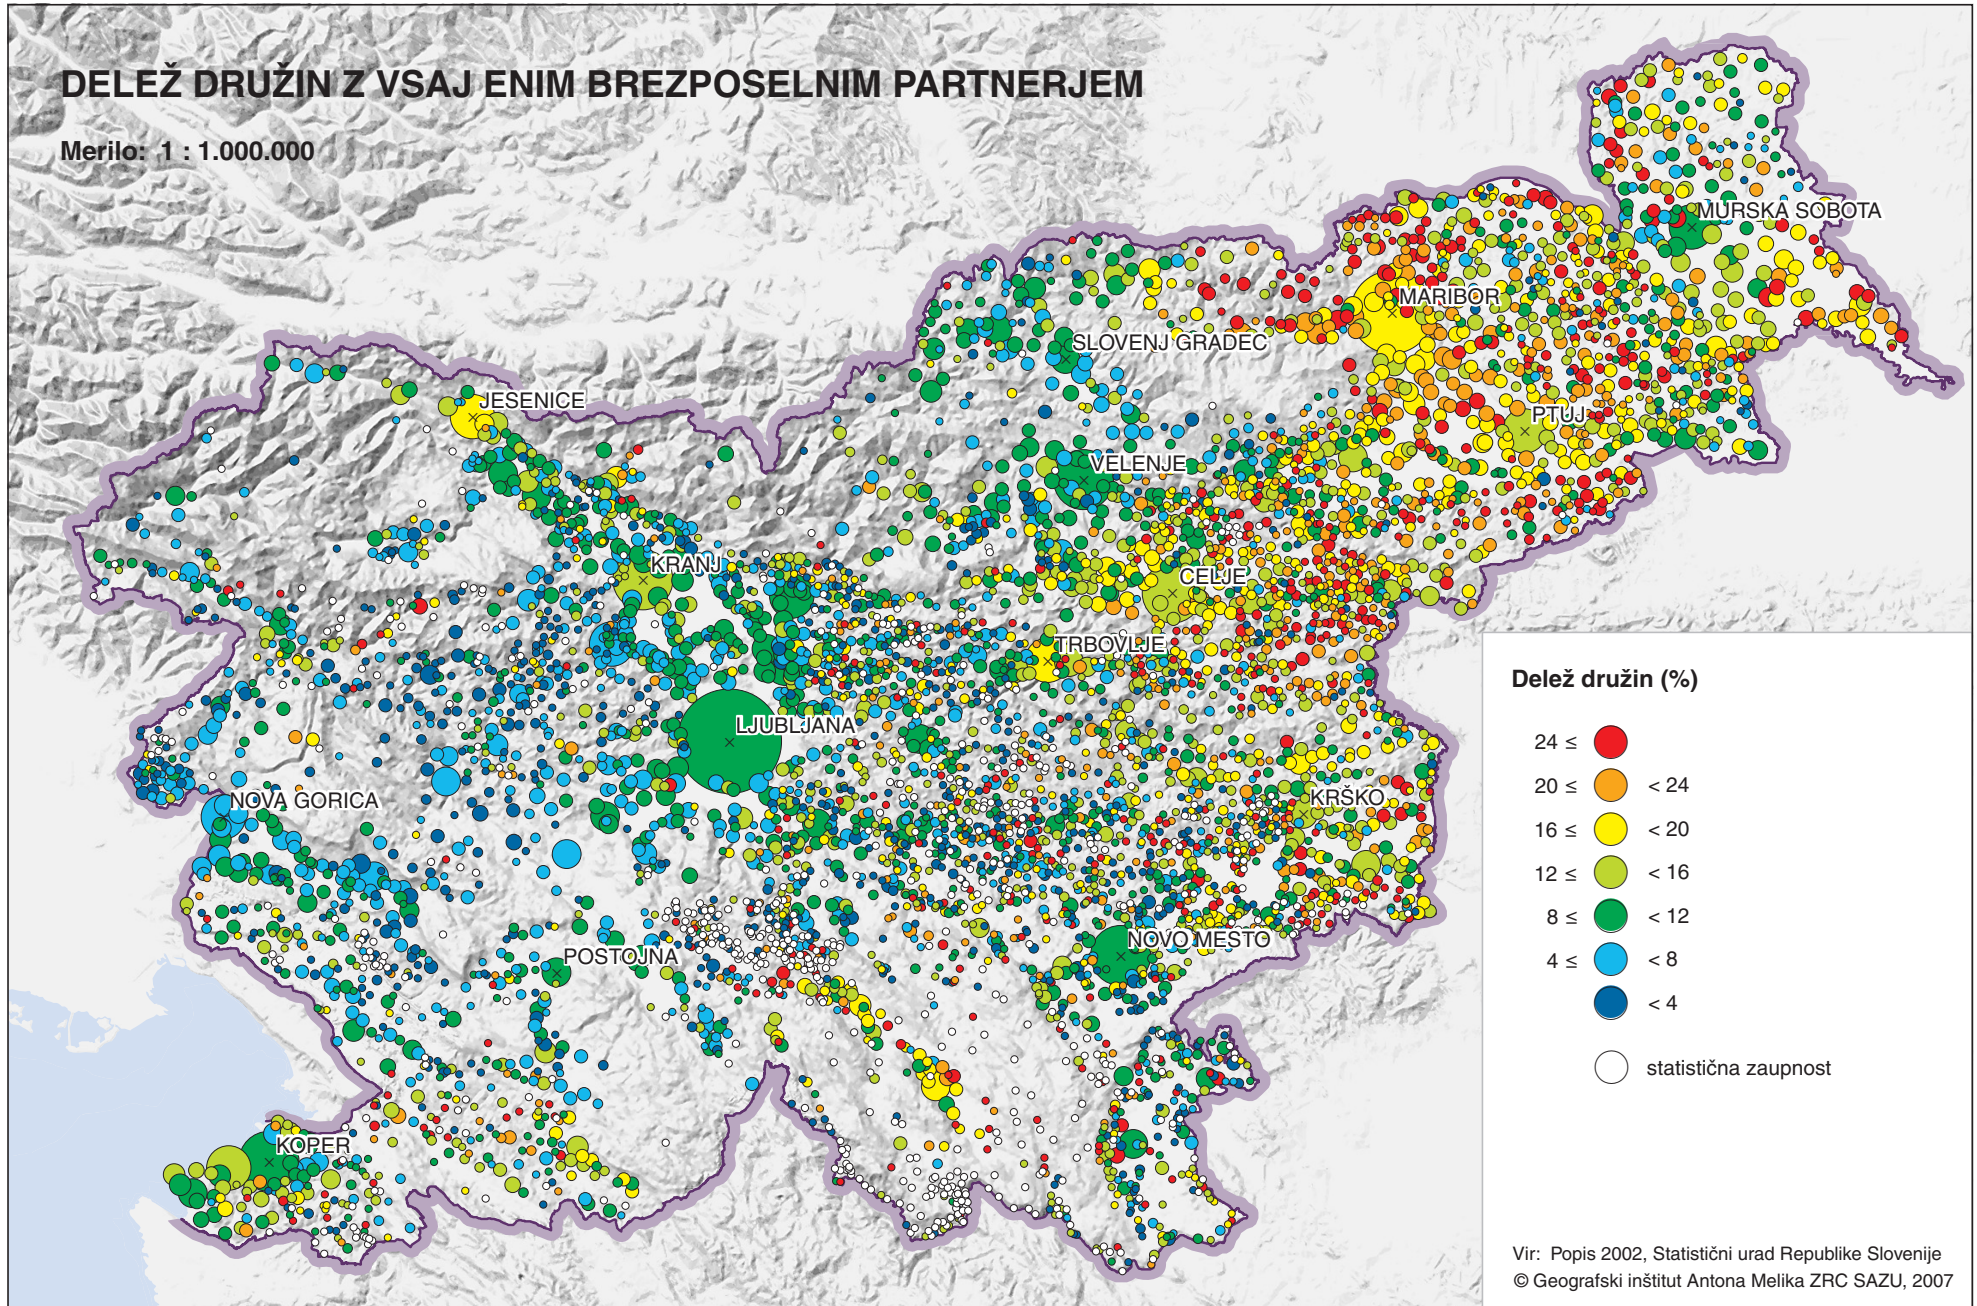 DELEŽ DRUŽIN Z VSAJ ENIM BREZPOSELNIM PARTNERJEM
Merilo: 1 : 1.000.000
MURSKA SOBOTA
MARIBOR
SLOVENJ GRADEC
JESENICE
PTUJ
VELENJE
KRANJ
CELJE
TRBOVLJE
LJUBLJANA
NOVA GORICA
KRŠKO
NOVO MESTO
POSTOJNA
KOPER
Delež družin (%)
24 ≤
20 ≤ < 24
16 ≤ < 20
12 ≤ < 16
8 ≤ < 12
4 ≤ < 8
< 4
statistična zaupnost
Vir: Popis 2002, Statistični urad Republike Slovenije
© Geografski inštitut Antona Melika ZRC SAZU, 2007